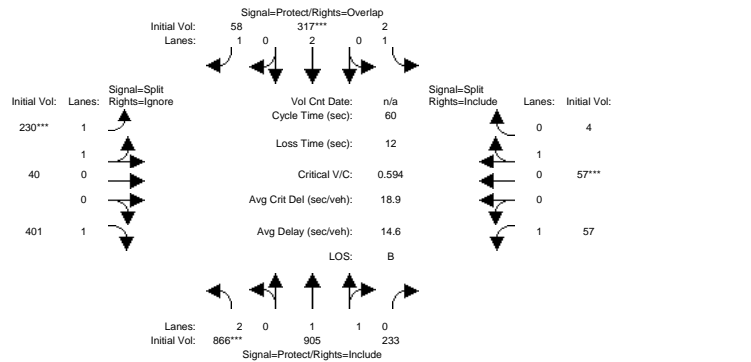 Signal=Protect/Rights=Overlap
Initial Vol: 58 317*** 2
Lanes: 1 0 2 0 1
Signal=Split
Initial Vol: Lanes: Rights=Ignore
Vol Cnt Date: n/a
Signal=Split
Rights=Include Lanes: Initial Vol:
Cycle Time (sec): 60
230*** 1
0 4
Loss Time (sec): 12
1
1
40 0
Critical V/C: 0.594
0 57***
0
Avg Crit Del (sec/veh): 18.9
0
401 1
Avg Delay (sec/veh): 14.6
1 57
LOS: B
Lanes: 2 0 1 1 0
Initial Vol: 866*** 905 233
Signal=Protect/Rights=Include